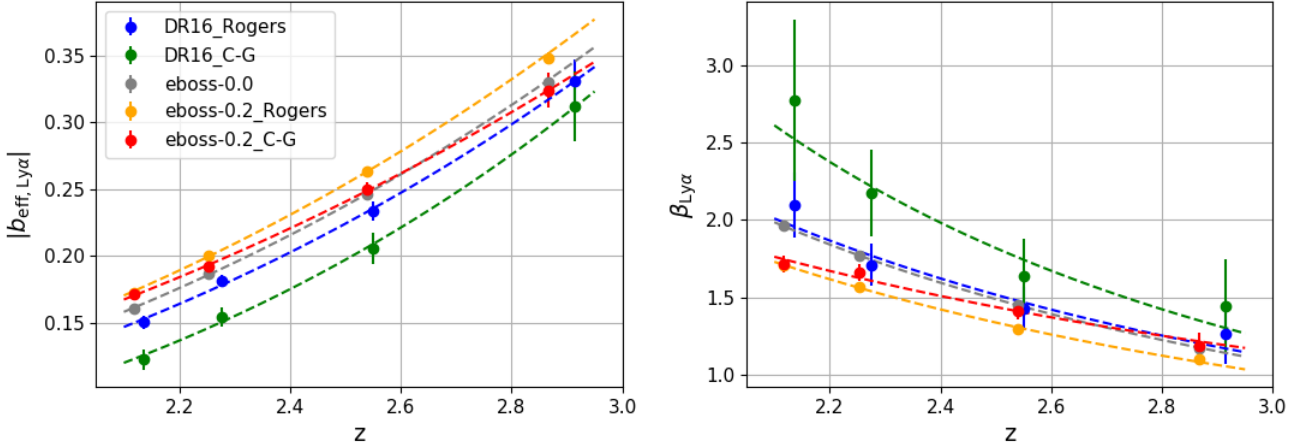 DR16_Rogers
DR16_C-G
eboss-0.0
eboss-0.2_Rogers
eboss-0.2_C-G
|b_eff, Lyα|
0.35
0.30
0.25
0.20
0.15
2.2 2.4 2.6 2.8 3.0
z
β_Lyα
3.0
2.5
2.0
1.5
1.0
2.2 2.4 2.6 2.8 3.0
z